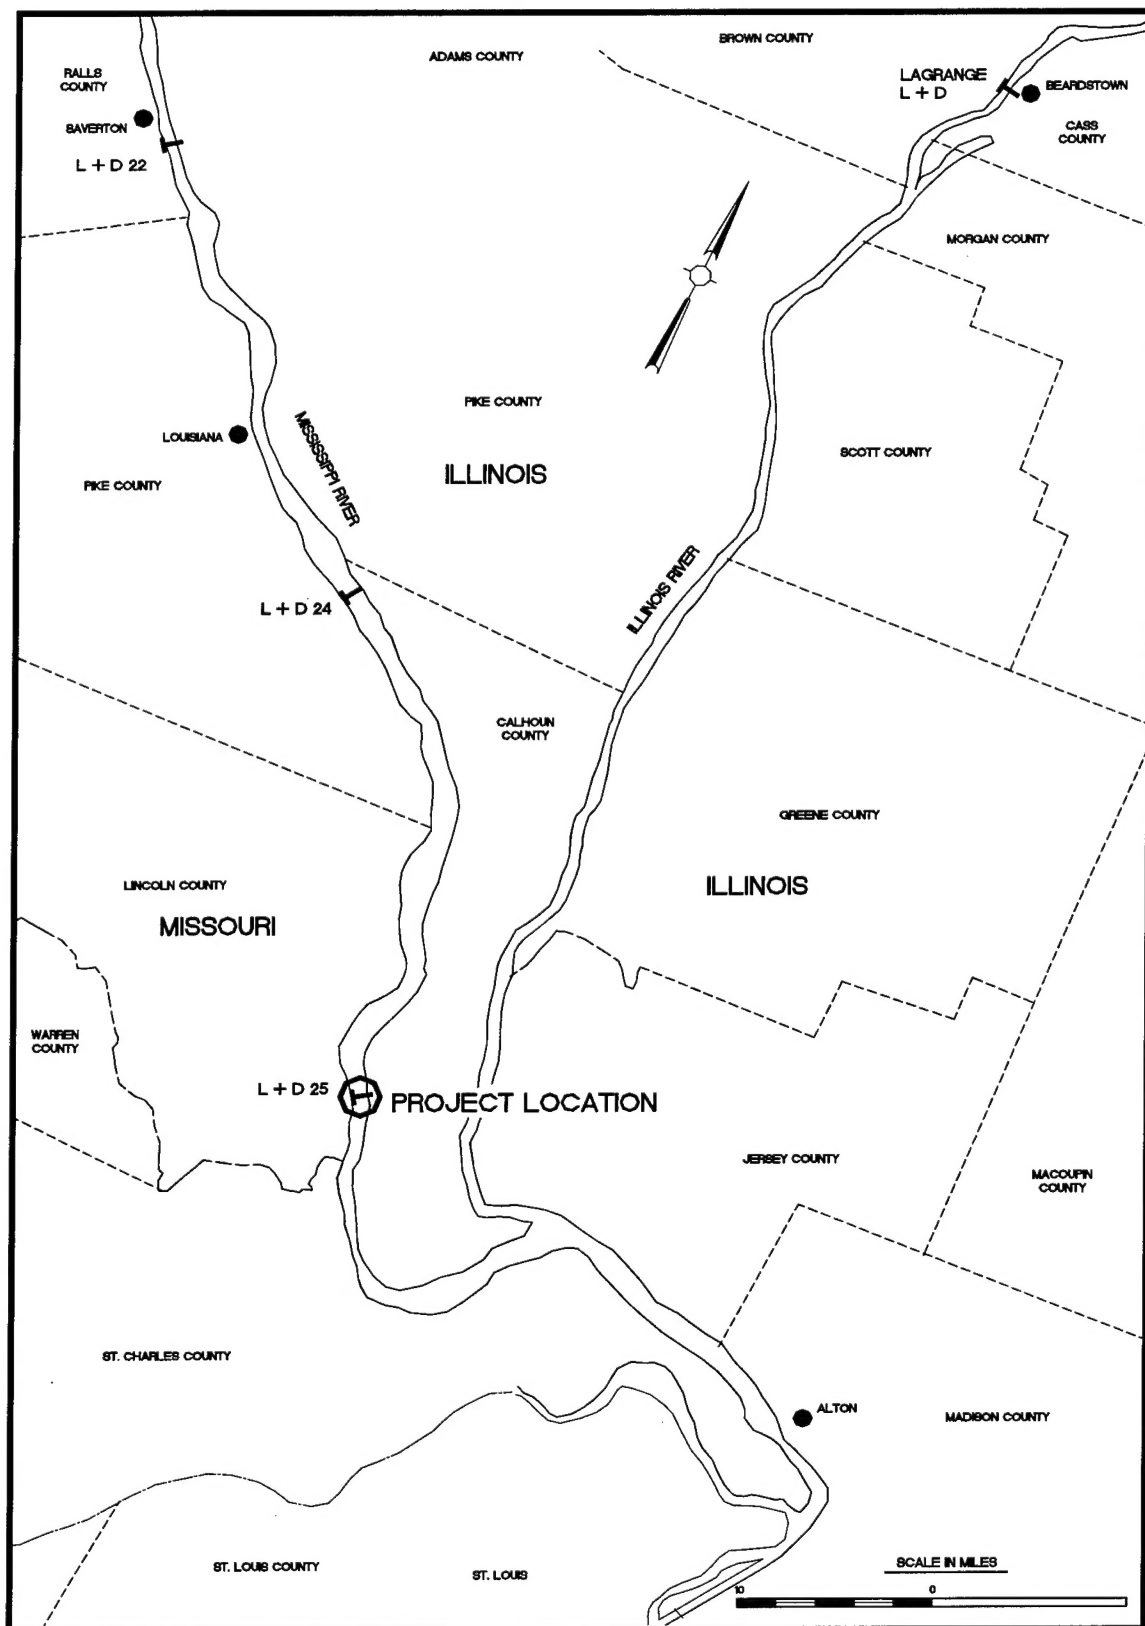 BROWN COUNTY
ADAMS COUNTY
RALLS
COUNTY
LAGRANGE
L + D
BEARDSTOWN
SAVERTON
CASS
COUNTY
L + D 22
MORGAN COUNTY
PIKE COUNTY
LOUISIANA
MISSISSIPPI RIVER
SCOTT COUNTY
ILLINOIS
PIKE COUNTY
ILLINOIS RIVER
L + D 24
CALHOUN
COUNTY
GREENE COUNTY
LINCOLN COUNTY
ILLINOIS
MISSOURI
WARREN
COUNTY
L + D 25
PROJECT LOCATION
JERSEY COUNTY
MACOUPIN
COUNTY
ST. CHARLES COUNTY
ALTON
MADISON COUNTY
ST. LOUIS COUNTY
ST. LOUIS
SCALE IN MILES
10 0